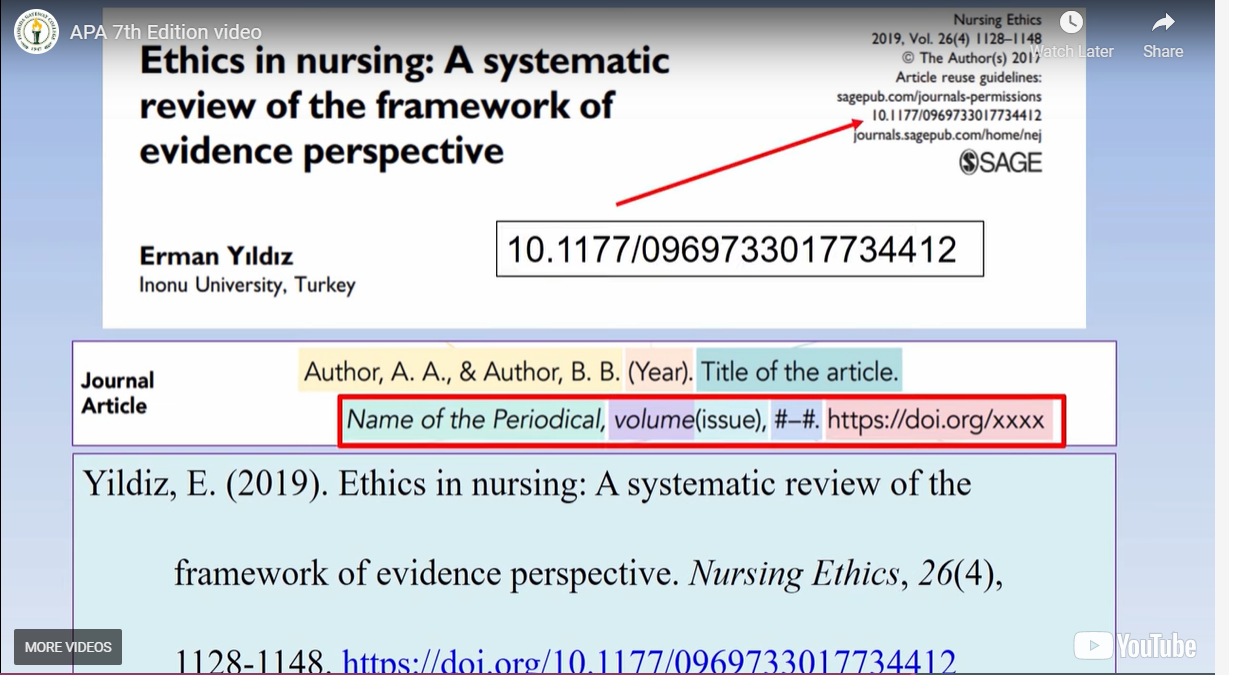 APA 7th Edition video
Watch Later
Share
Ethics in nursing: A systematic
review of the framework of
evidence perspective
Nursing Ethics
2019, Vol. 26(4) 1128–1148
© The Author(s) 2017
Article reuse guidelines:
sagepub.com/journals-permissions
10.1177/0969733017734412
journals.sagepub.com/home/nej
SAGE
Erman Yıldız
Inonu University, Turkey
10.1177/0969733017734412
Journal
Article
Author, A. A., & Author, B. B. (Year). Title of the article.
Name of the Periodical, volume(issue), #–#. https://doi.org/xxxx
Yildiz, E. (2019). Ethics in nursing: A systematic review of the
framework of evidence perspective. Nursing Ethics, 26(4),
1128-1148. https://doi.org/10.1177/0969733017734412
MORE VIDEOS
YouTube